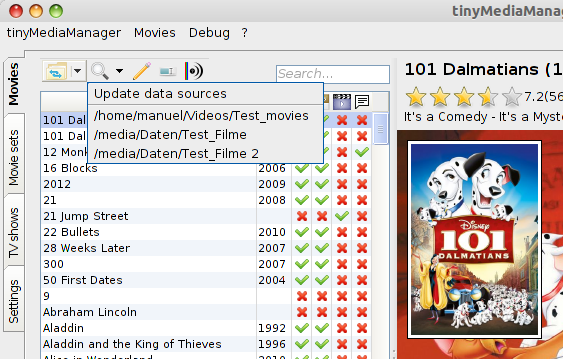 tinyMediaManager
tinyMediaManager Movies Debug ?
Movies
Movie sets
TV shows
Settings
Search...
Update data sources
/home/manuel/Videos/Test_movies
/media/Daten/Test_Filme
/media/Daten/Test_Filme 2
101 Dal
101 Dal
12 Monk
16 Blocks 2006
2012 2009
21 2008
21 Jump Street
22 Bullets 2010
28 Weeks Later 2007
300 2007
50 First Dates 2004
9
Abraham Lincoln
Aladdin 1992
Aladdin and the King of Thieves 1996
Alice in Wonderland 2010
101 Dalmatians (1
7.2(56
It's a Comedy - It's a Myste
Disney
101
DALMATIANS